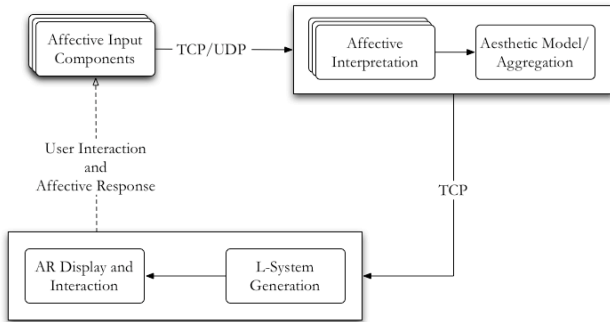 Affective Input
Components
TCP/UDP
Affective
Interpretation
Aesthetic Model/
Aggregation
User Interaction
and
Affective Response
TCP
AR Display and
Interaction
L-System
Generation